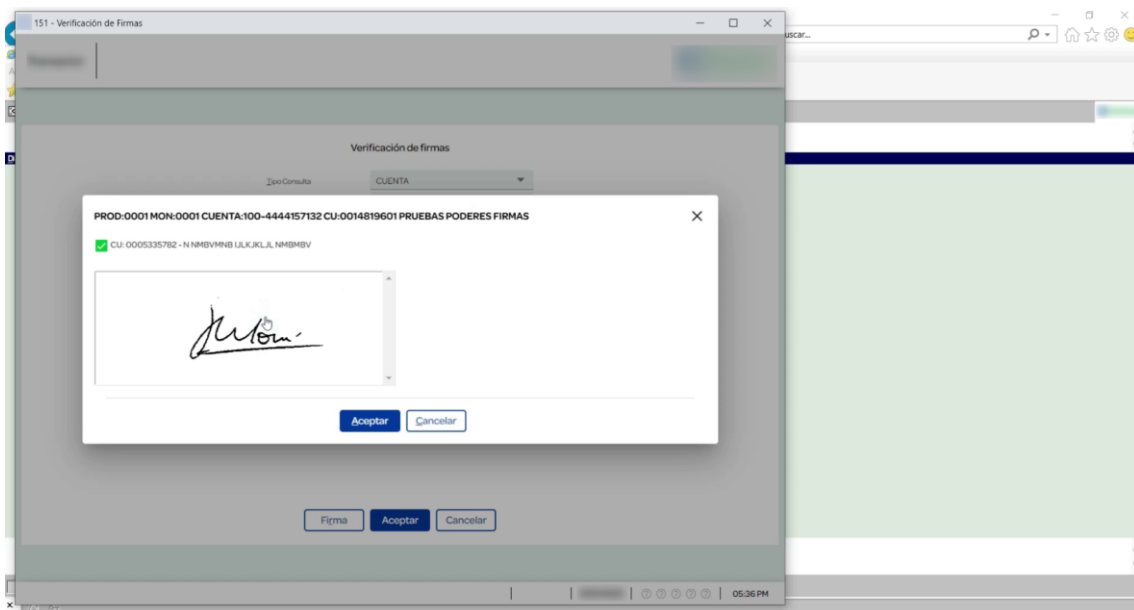 151 - Verificación de Firmas
uscar...
Verificación de firmas
Tipo Consulta
CUENTA
PROD:0001 MON:0001 CUENTA:100-4444157132 CU:0014819601 PRUEBAS PODERES FIRMAS
CU: 0005335782 - N NMBVMNB IJLKJKLJL NMBMBV
Aceptar Cancelar
Firma Aceptar Cancelar
05:36 PM